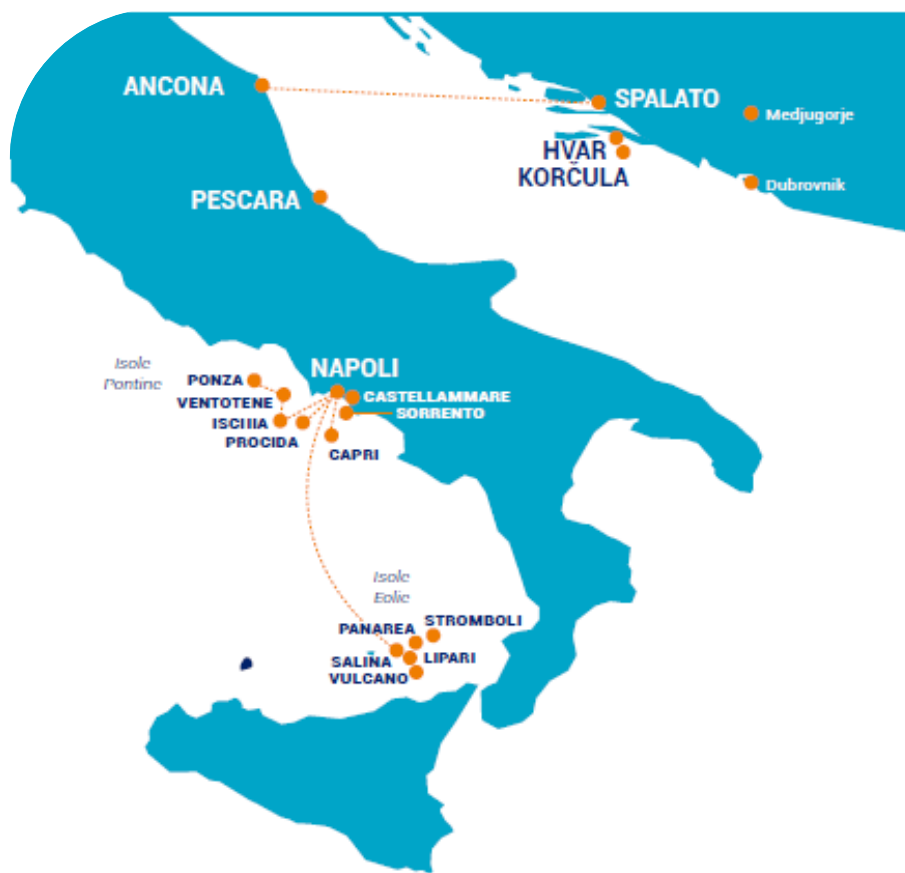 ANCONA
SPALATO
Medjugorje
HVAR
KORČULA
Dubrovnik
PESCARA
NAPOLI
Isole
Pontine
PONZA
CASTELLAMMARE
VENTOTENE
SORRENTO
ISCHIA
PROCIDA
CAPRI
Isole
Eolie
STROMBOLI
PANAREA
SALINA
LIPARI
VULCANO